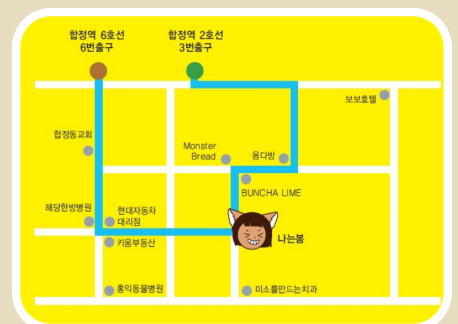 합정역 6호선
6번출구
합정역 2호선
3번출구
보보호텔
합정동교회
Monster
Bread
용다방
BUNCHA LIME
해당한방병원
현대자동차
대리점
나는봄
키움부동산
홍익동물병원
미소를만드는치과